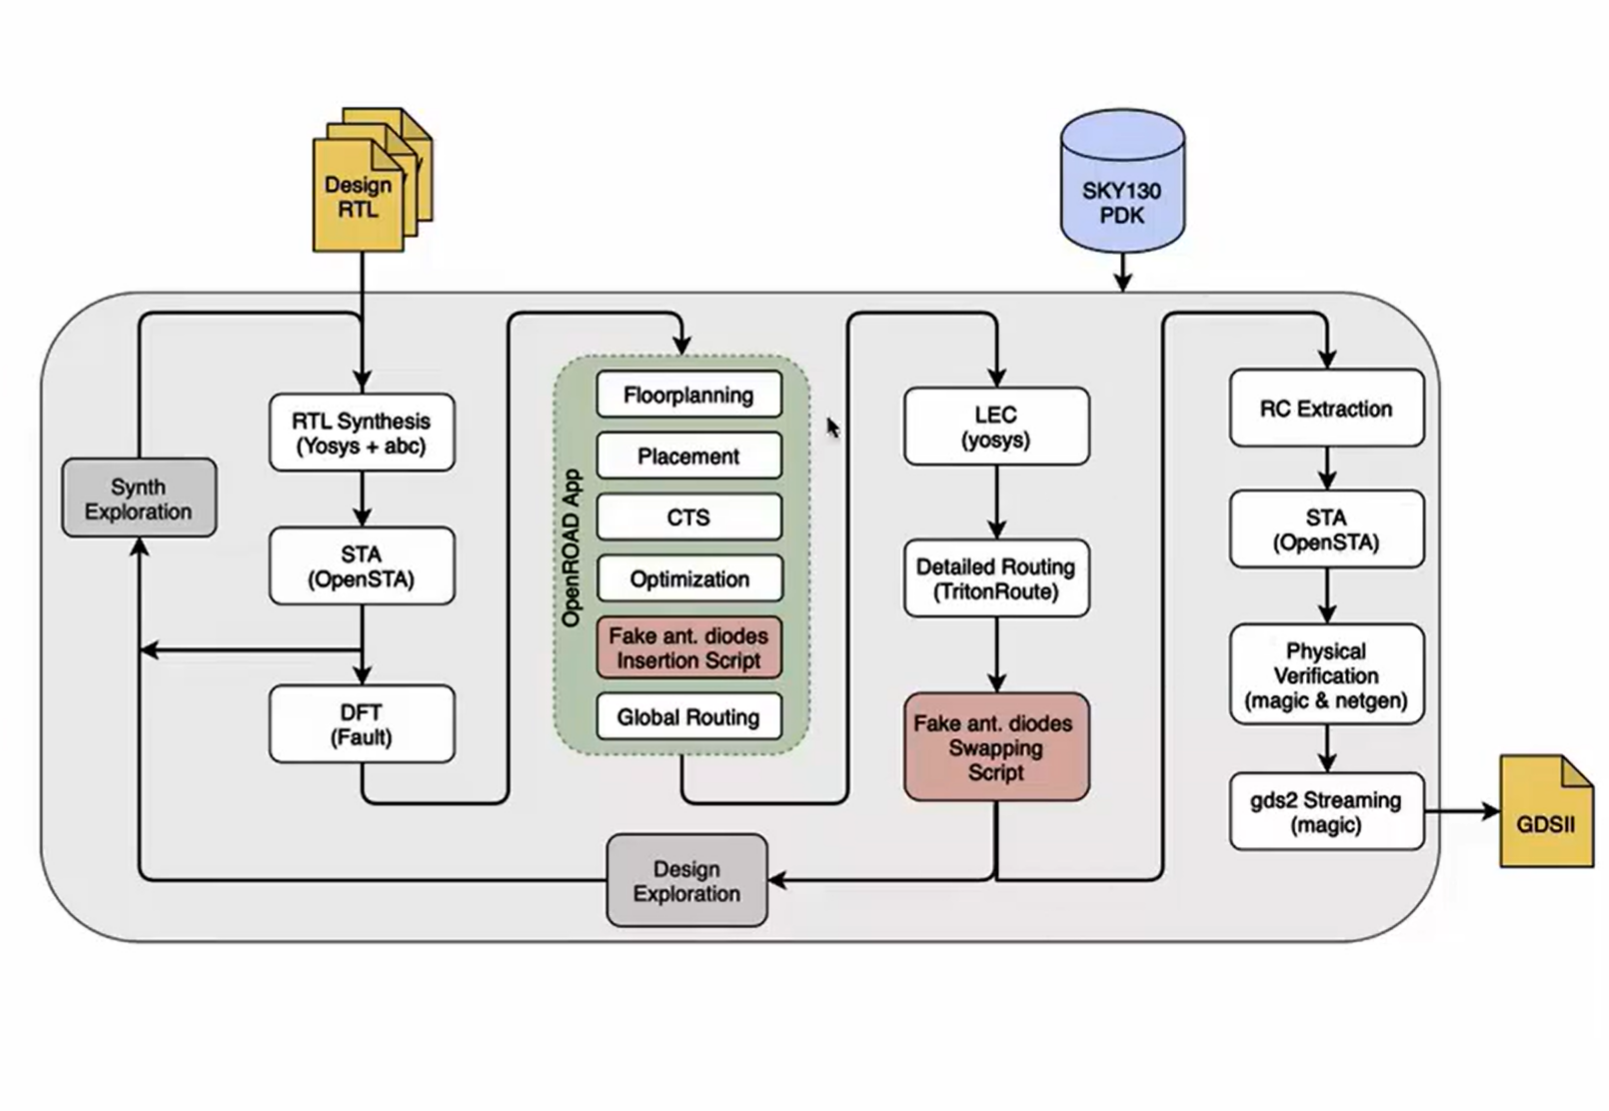 Design
RTL
SKY130
PDK
RTL Synthesis
(Yosys + abc)
Synth
Exploration
STA
(OpenSTA)
DFT
(Fault)
OpenROAD App
Floorplanning
Placement
CTS
Optimization
Fake ant. diodes
Insertion Script
Global Routing
LEC
(yosys)
Detailed Routing
(TritonRoute)
Fake ant. diodes
Swapping
Script
Design
Exploration
RC Extraction
STA
(OpenSTA)
Physical
Verification
(magic & netgen)
gds2 Streaming
(magic)
GDSII